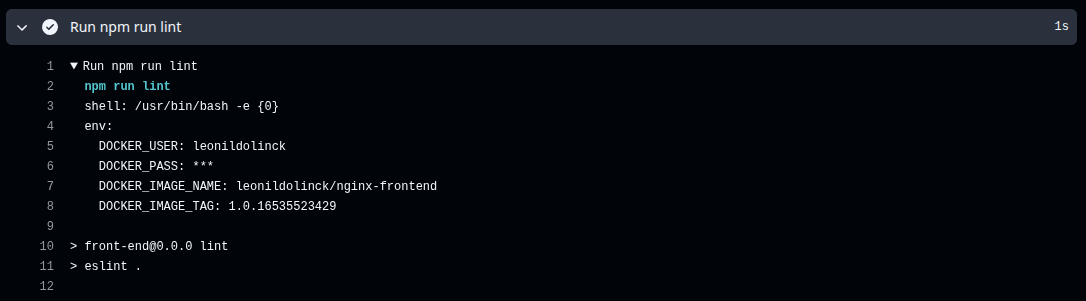 Run npm run lint 1s
1 ▼ Run npm run lint
2 npm run lint
3 shell: /usr/bin/bash -e {0}
4 env:
5 DOCKER_USER: leonildolinck
6 DOCKER_PASS: ***
7 DOCKER_IMAGE_NAME: leonildolinck/nginx-frontend
8 DOCKER_IMAGE_TAG: 1.0.16535523429
9
10 > front-end@0.0.0 lint
11 > eslint .
12